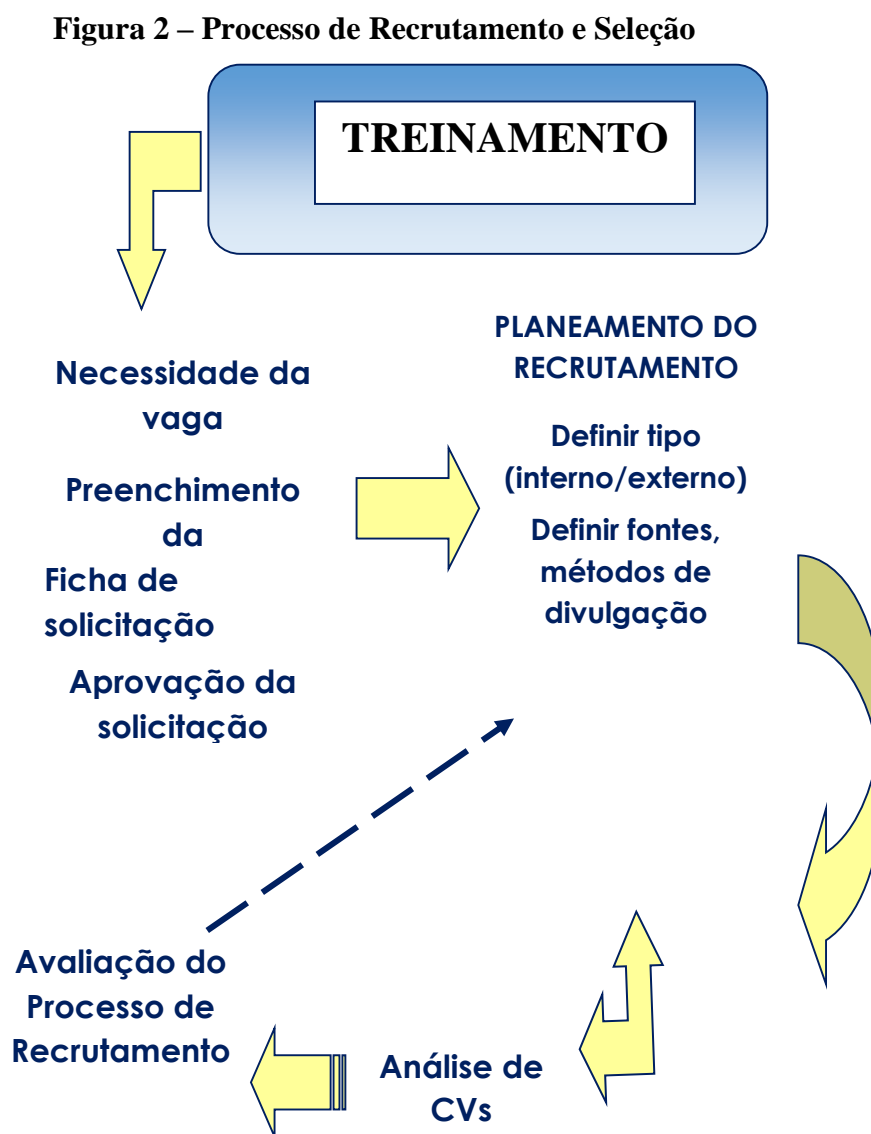 Figura 2 – Processo de Recrutamento e Seleção
TREINAMENTO
Necessidade da
vaga
Preenchimento
da
Ficha de
solicitação
Aprovação da
solicitação
PLANEAMENTO DO
RECRUTAMENTO
Definir tipo
(interno/externo)
Definir fontes,
métodos de
divulgação
Análise de
CVs
Avaliação do
Processo de
Recrutamento